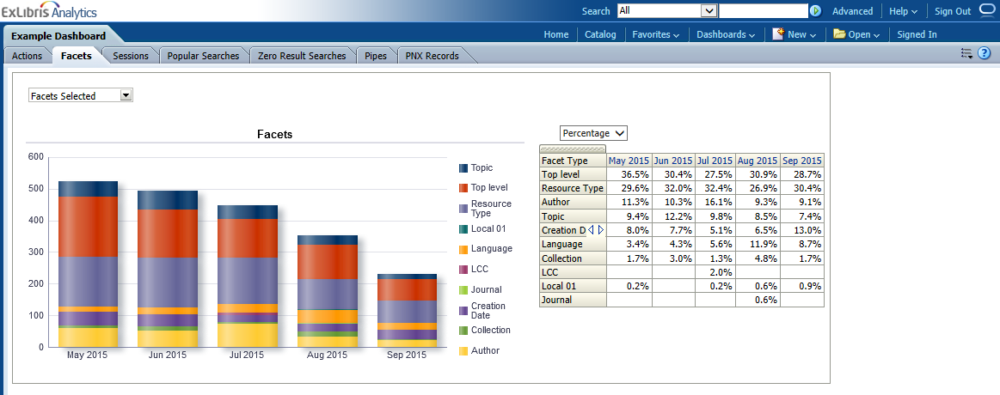 ExLibris Analytics
Search All Advanced Help Sign Out
Example Dashboard
Home Catalog Favorites Dashboards New Open Signed In
Actions Facets Sessions Popular Searches Zero Result Searches Pipes PNX Records
Facets Selected
Facets
600
500
400
300
200
100
0
May 2015 Jun 2015 Jul 2015 Aug 2015 Sep 2015
Topic
Top level
Resource
Type
Local 01
Language
LCC
Journal
Creation
Date
Collection
Author
Percentage
Facet Type May 2015 Jun 2015 Jul 2015 Aug 2015 Sep 2015
Top level 36.5% 30.4% 27.5% 30.9% 28.7%
Resource Type 29.6% 32.0% 32.4% 26.9% 30.4%
Author 11.3% 10.3% 16.1% 9.3% 9.1%
Topic 9.4% 12.2% 9.8% 8.5% 7.4%
Creation D 8.0% 7.7% 5.1% 6.5% 13.0%
Language 3.4% 4.3% 5.6% 11.9% 8.7%
Collection 1.7% 3.0% 1.3% 4.8% 1.7%
LCC 2.0%
Local 01 0.2% 0.2% 0.6% 0.9%
Journal 0.6%